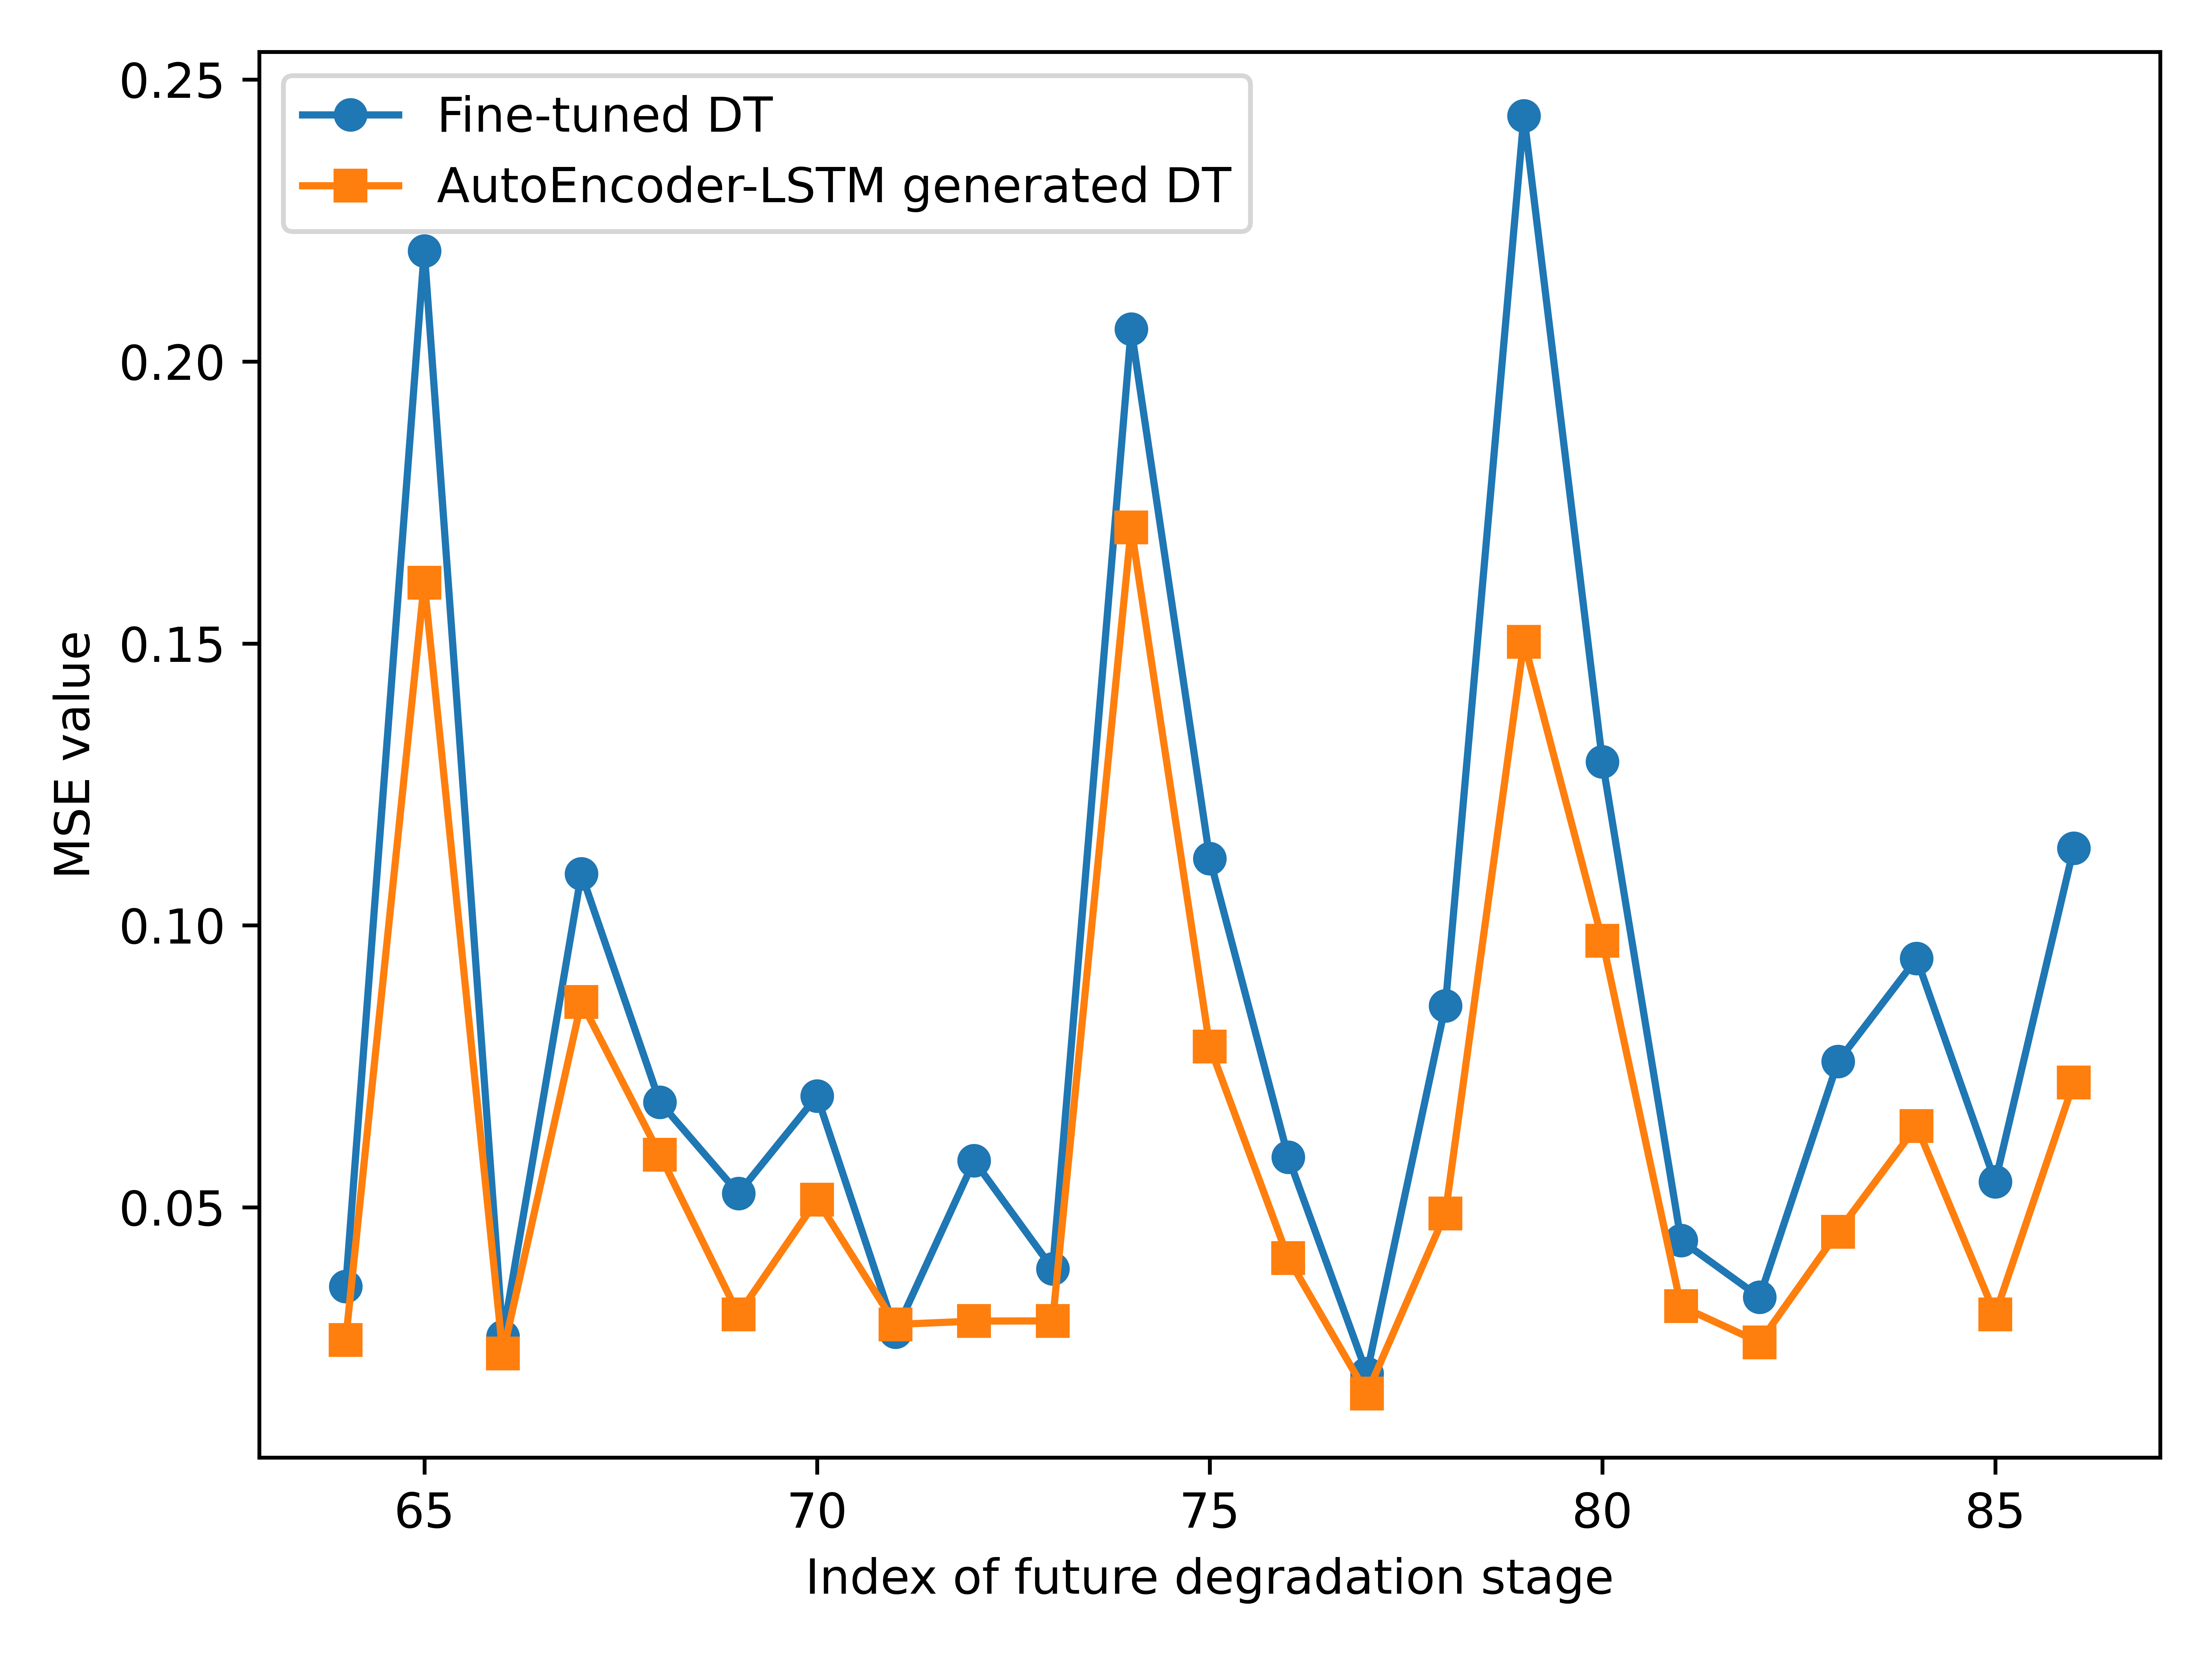 Fine-tuned DT
AutoEncoder-LSTM generated DT
0.25
0.20
0.15
0.10
0.05
MSE value
65 70 75 80 85
Index of future degradation stage